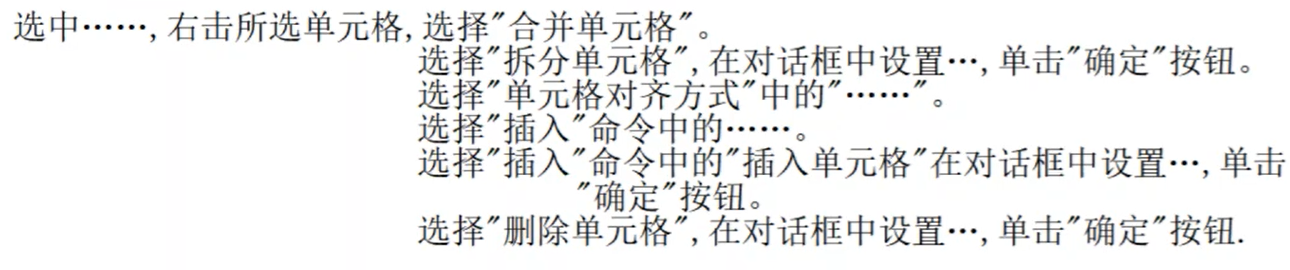 选中……,右击所选单元格,选择"合并单元格"。
选择"拆分单元格",在对话框中设置…,单击"确定"按钮。
选择"单元格对齐方式"中的"……"。
选择"插入"命令中的……。
选择"插入"命令中的"插入单元格"在对话框中设置…,单击
"确定"按钮。
选择"删除单元格",在对话框中设置…,单击"确定"按钮.